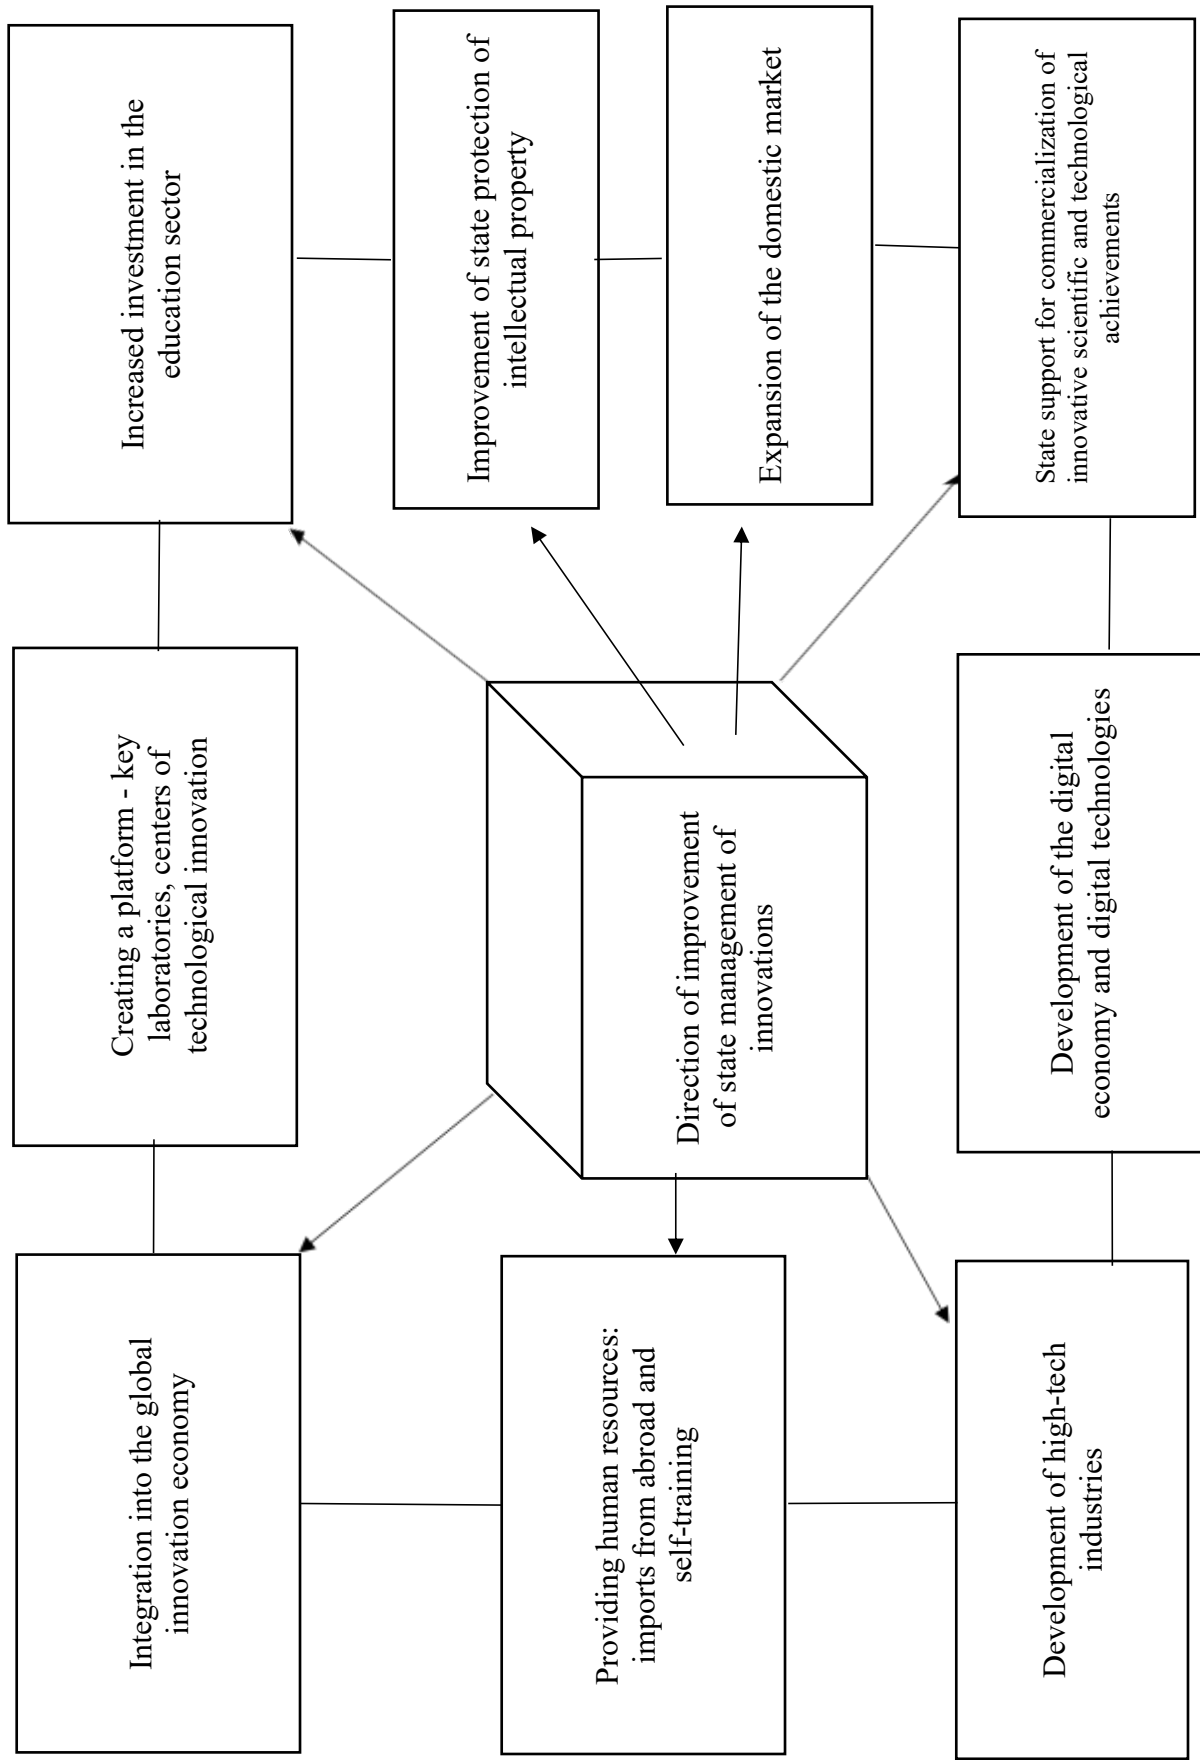 Integration into the global
innovation economy
Creating a platform - key
laboratories, centers of
technological innovation
Increased investment in the
education sector
Providing human resources:
imports from abroad and
self-training
Direction of improvement
of state management of
innovations
Improvement of state protection of
intellectual property
Expansion of the domestic market
Development of high-tech
industries
Development of the digital
economy and digital technologies
State support for commercialization of
innovative scientific and technological
achievements